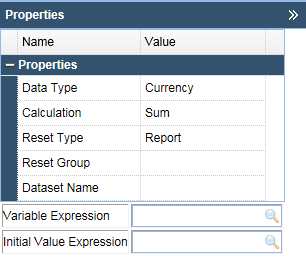 Properties
Name Value
Properties
Data Type Currency
Calculation Sum
Reset Type Report
Reset Group
Dataset Name
Variable Expression
Initial Value Expression